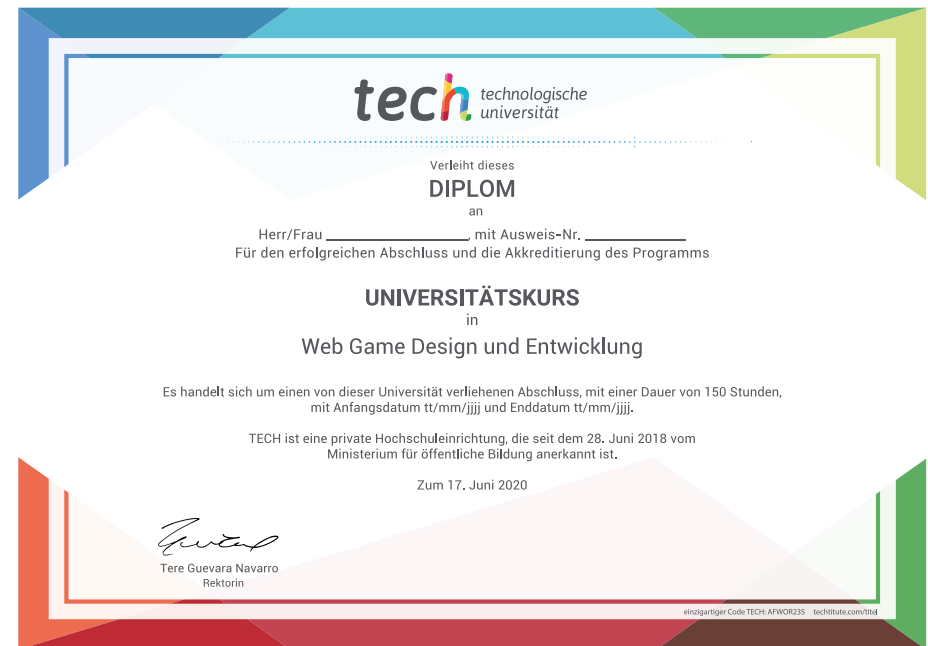 tech technologische
universität
Verleiht dieses
DIPLOM
an
Herr/Frau ______________, mit Ausweis-Nr. __________
Für den erfolgreichen Abschluss und die Akkreditierung des Programms
UNIVERSITÄTSKURS
in
Web Game Design und Entwicklung
Es handelt sich um einen von dieser Universität verliehenen Abschluss, mit einer Dauer von 150 Stunden,
mit Anfangsdatum tt/mm/jjjj und Enddatum tt/mm/jjjj.
TECH ist eine private Hochschuleinrichtung, die seit dem 28. Juni 2018 vom
Ministerium für öffentliche Bildung anerkannt ist.
Zum 17. Juni 2020
Tere Guevara Navarro
Rektorin
einzigartiger Code TECH: AFWOR235 techtitute.com/titel